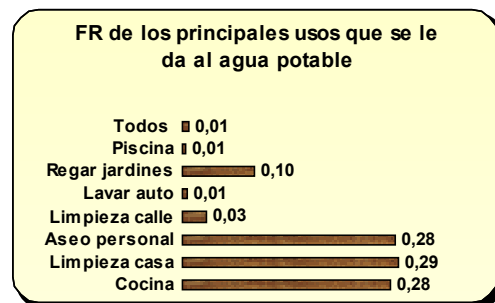 FR de los principales usos que se le
da al agua potable
Todos 0,01
Piscina 0,01
Regar jardines 0,10
Lavar auto 0,01
Limpieza calle 0,03
Aseo personal 0,28
Limpieza casa 0,29
Cocina 0,28